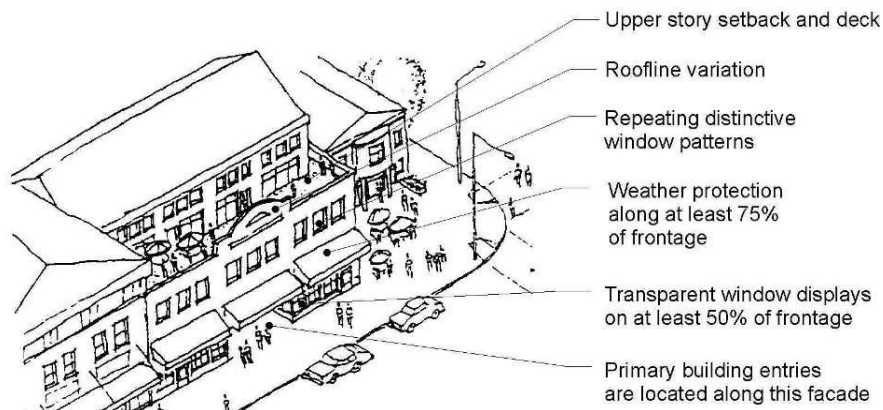 Upper story setback and deck
Roofline variation
Repeating distinctive
window patterns
Weather protection
along at least 75%
of frontage
Transparent window displays
on at least 50% of frontage
Primary building entries
are located along this facade